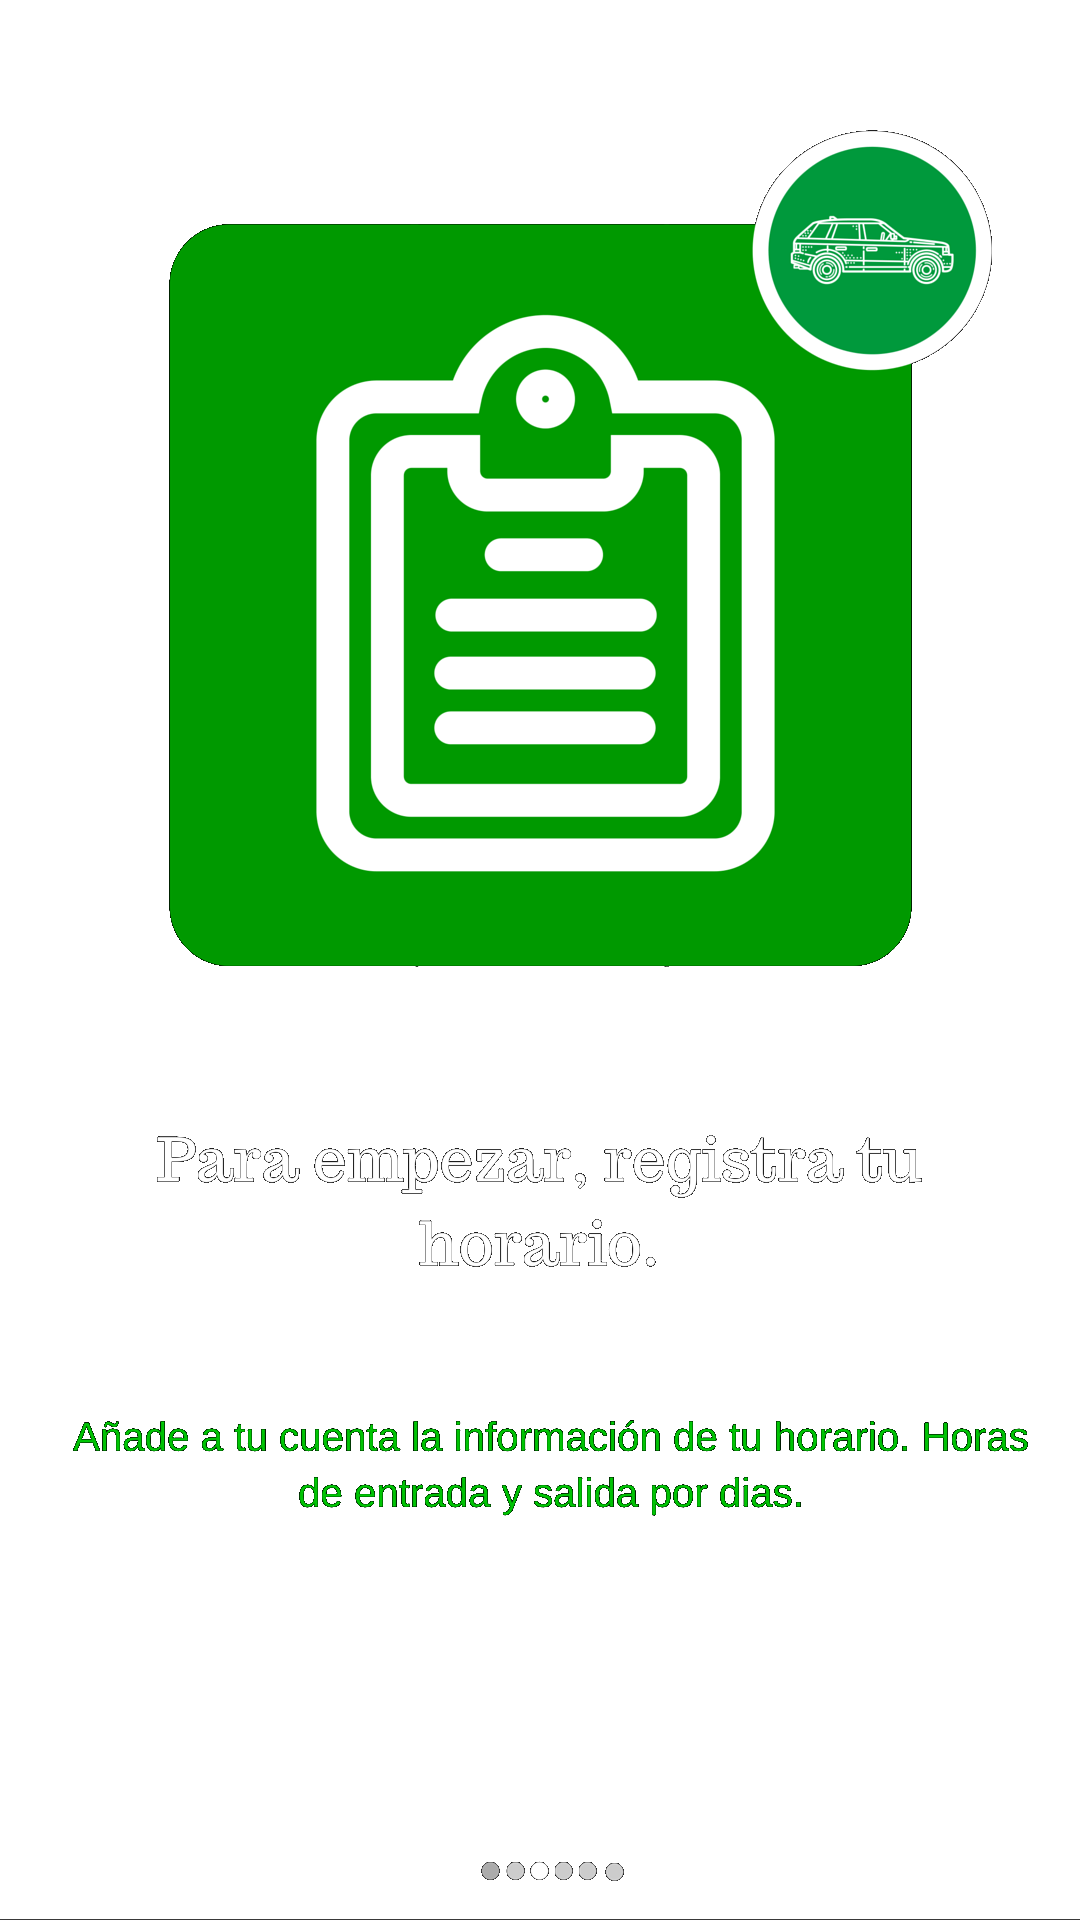 Para empezar, registra tu
horario.
Añade a tu cuenta la información de tu horario. Horas
de entrada y salida por dias.